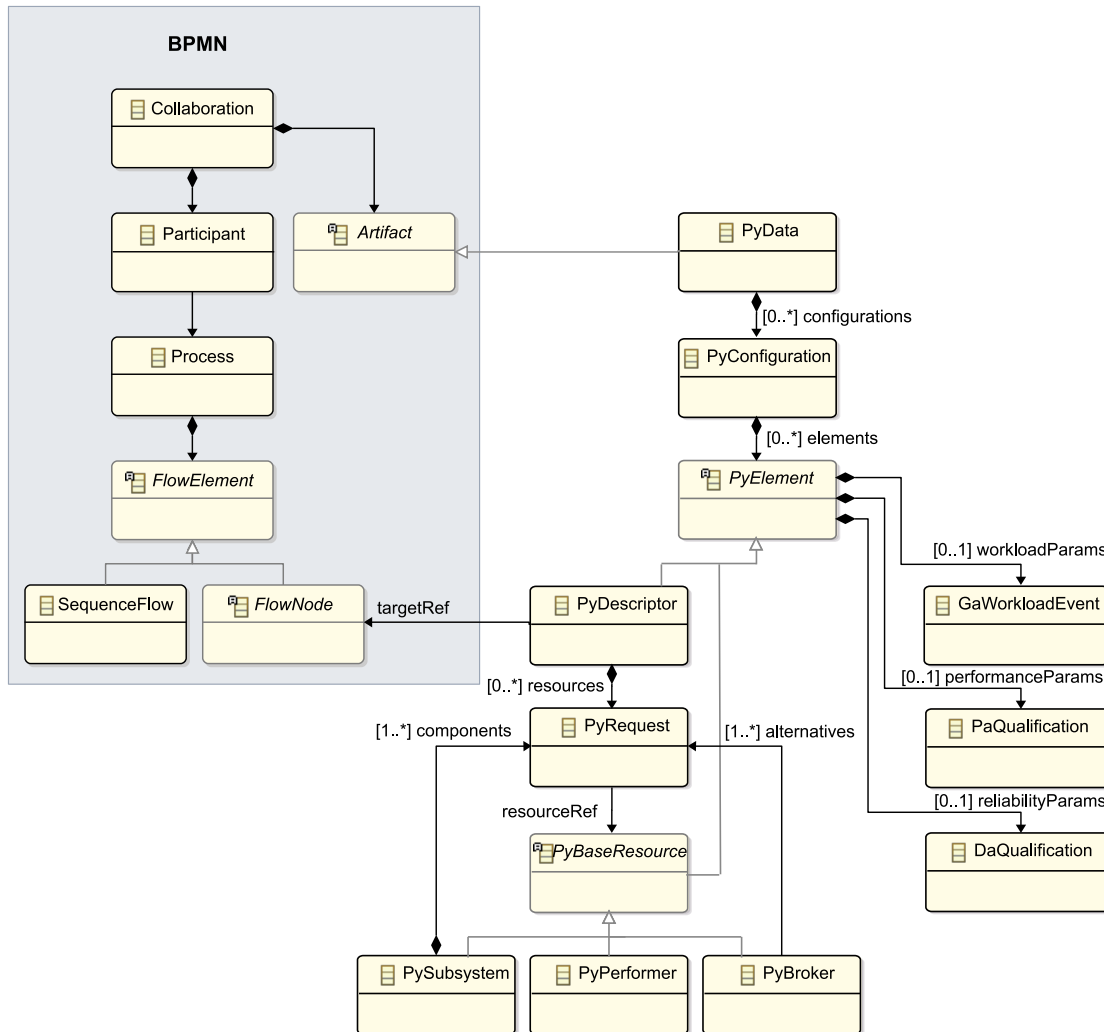 BPMN
Collaboration
Participant
Artifact
PyData
[0..*] configurations
Process
PyConfiguration
[0..*] elements
FlowElement
PyElement
[0..1] workloadParams
SequenceFlow
FlowNode
targetRef
PyDescriptor
GaWorkloadEvent
[0..*] resources
[0..1] performanceParams
[1..*] components
PyRequest
[1..*] alternatives
PaQualification
resourceRef
[0..1] reliabilityParams
PyBaseResource
DaQualification
PySubsystem
PyPerformer
PyBroker